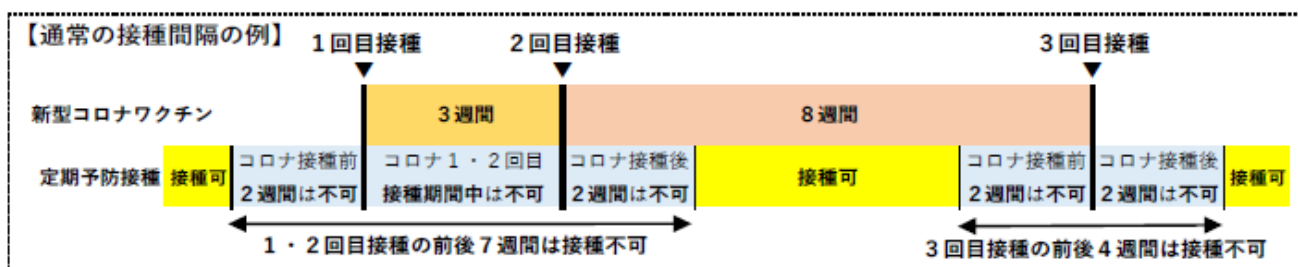 【通常の接種間隔の例】
1回目接種
2回目接種
3回目接種
新型コロナワクチン
3週間
8週間
定期予防接種
接種可
コロナ接種前
2週間は不可
コロナ1・2回目
接種期間中は不可
コロナ接種後
2週間は不可
接種可
コロナ接種前
2週間は不可
コロナ接種後
2週間は不可
接種可
1・2回目接種の前後7週間は接種不可
3回目接種の前後4週間は接種不可